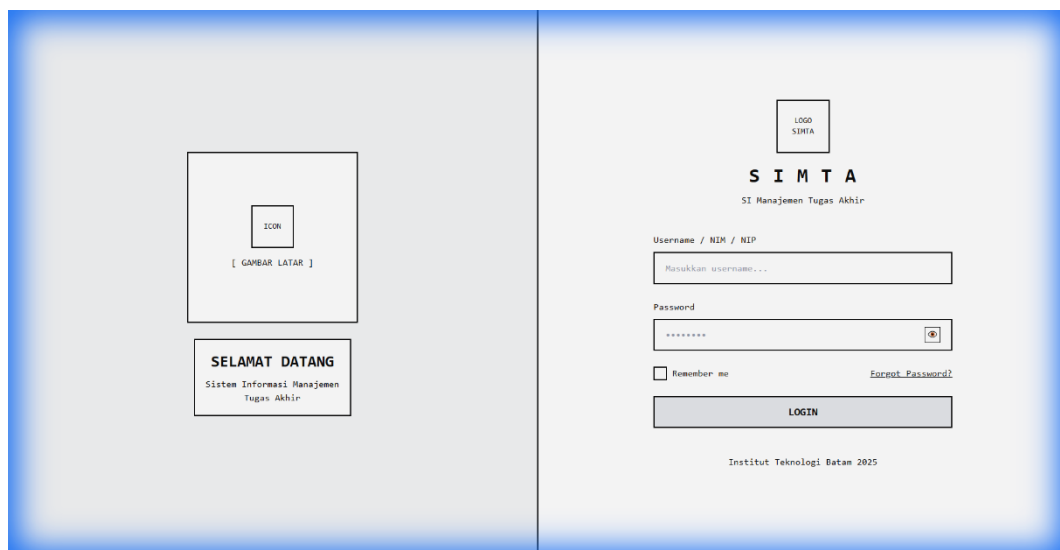 ICON
[ GAMBAR LATAR ]
SELAMAT DATANG
Sistem Informasi Manajemen
Tugas Akhir
LOGO
SIMTA
S I M T A
SI Manajemen Tugas Akhir
Username / NIM / NIP
Masukkan username...
Password
••••••••
Remember me
Forgot Password?
LOGIN
Institut Teknologi Batam 2025